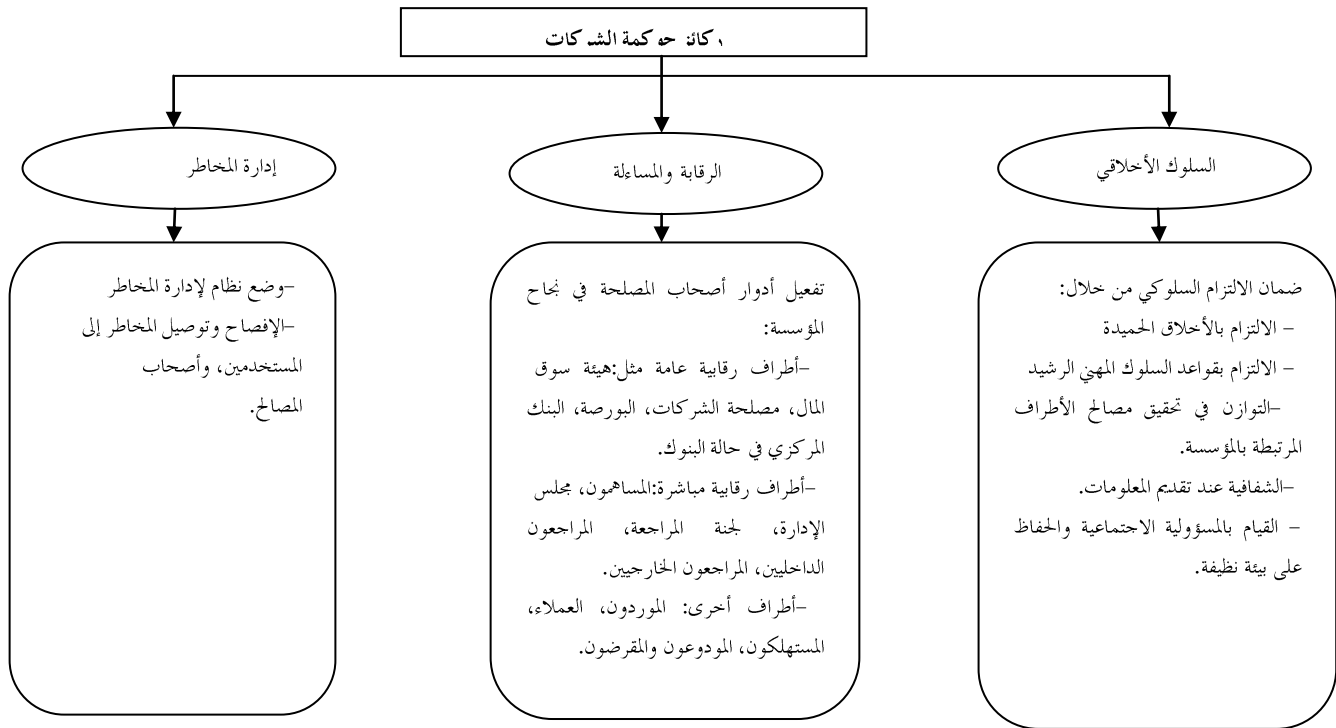 ركائز حوكمة الشركات
السلوك الأخلاقي
الرقابة والمساءلة
إدارة المخاطر
ضمان الالتزام السلوكي من خلال:
– الالتزام بالأخلاق الحميدة
– الالتزام بقواعد السلوك المهني الرشيد
–التوازن في تحقيق مصالح الأطراف
المرتبطة بالمؤسسة.
–الشفافية عند تقديم المعلومات.
– القيام بالمسؤولية الاجتماعية والحفاظ
على بيئة نظيفة.
تفعيل أدوار أصحاب المصلحة في نجاح
المؤسسة:
–أطراف رقابية عامة مثل:هيئة سوق
المال، مصلحة الشركات، البورصة، البنك
المركزي في حالة البنوك.
–أطراف رقابية مباشرة:المساهمون، مجلس
الإدارة، لجنة المراجعة، المراجعون
الداخليين، المراجعون الخارجيين.
–أطراف أخرى: الموردون، العملاء،
المستهلكون، المودوعون والمقرضون.
–وضع نظام لإدارة المخاطر
–الإفصاح وتوصيل المخاطر إلى
المستخدمين، وأصحاب
المصالح.